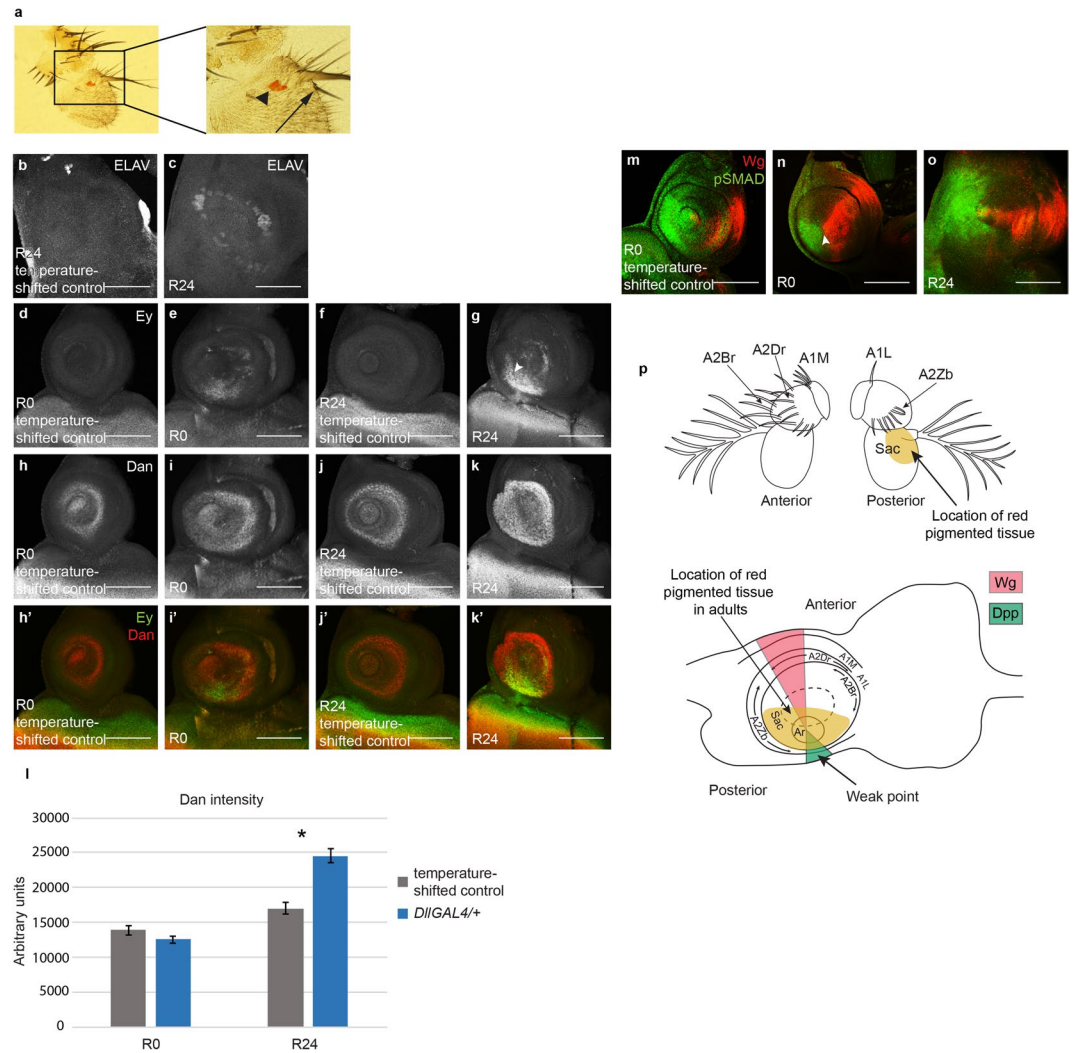 a
b
ELAV
R24
temperature-
shifted control
c
ELAV
R24
d
Ey
R0
temperature-
shifted control
e
R0
f
R24
temperature-
shifted control
g
R24
h
Dan
R0
temperature-
shifted control
i
R0
j
R24
temperature-
shifted control
k
R24
h’
Ey
Dan
R0
temperature-
shifted control
i’
R0
j’
R24
temperature-
shifted control
k’
R24
l
Dan intensity
Arbitrary units
30000
25000
20000
15000
10000
5000
0
*
R0
R24
temperature-
shifted control
DllGAL4/+
m
Wg
pSMAD
R0
temperature-
shifted control
n
R0
o
R24
p
A2Br
A2Dr
A1M
A1L
A2Zb
Sac
Anterior
Posterior
Location of red
pigmented tissue
Location of red
pigmented tissue
in adults
Anterior
Wg
Dpp
A2Dr
A1M
A1L
A2Br
Sac
A2Zb
Ar
Posterior
Weak point